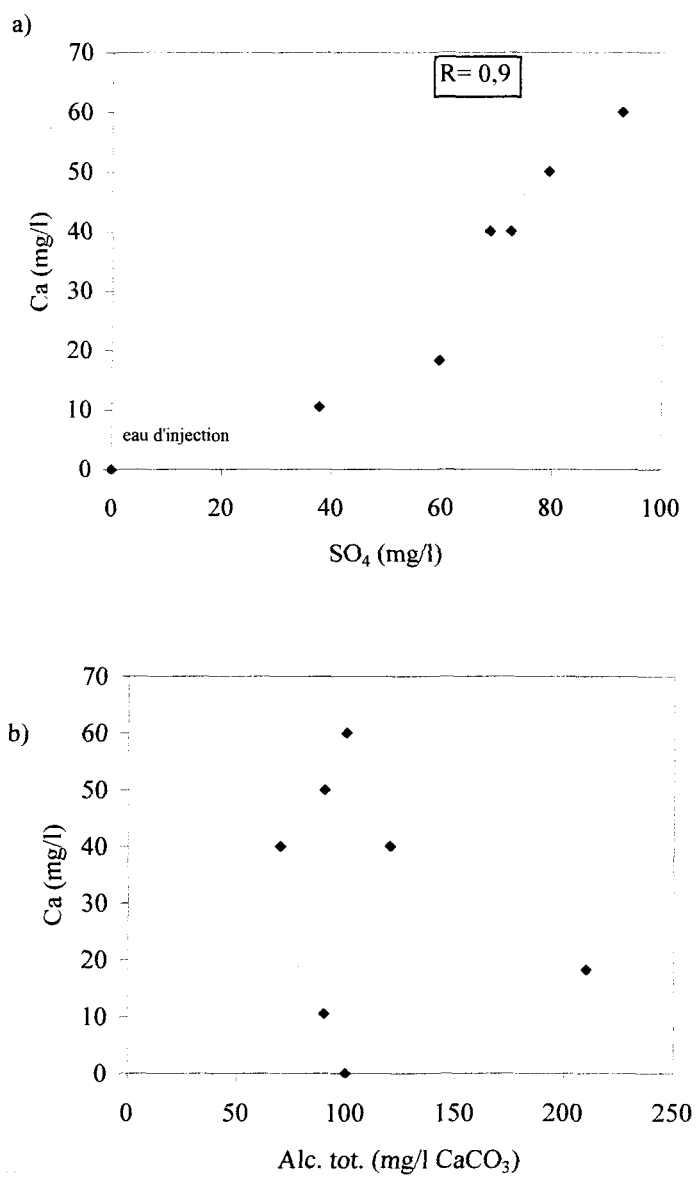 a)
70
R= 0,9
60
50
40
30
20
10
0
Ca (mg/l)
eau d'injection
0 20 40 60 80 100
SO₄ (mg/l)
b)
70
60
50
40
30
20
10
0
Ca (mg/l)
0 50 100 150 200 250
Alc. tot. (mg/l CaCO₃)